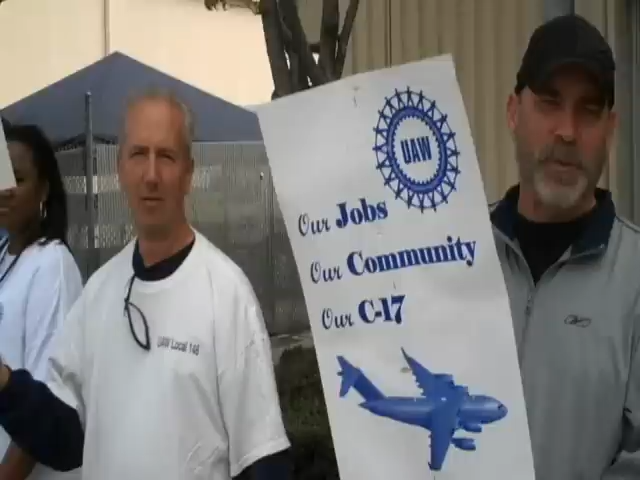 UAW
Our Jobs
Our Community
Our C-17
UAW Local 148